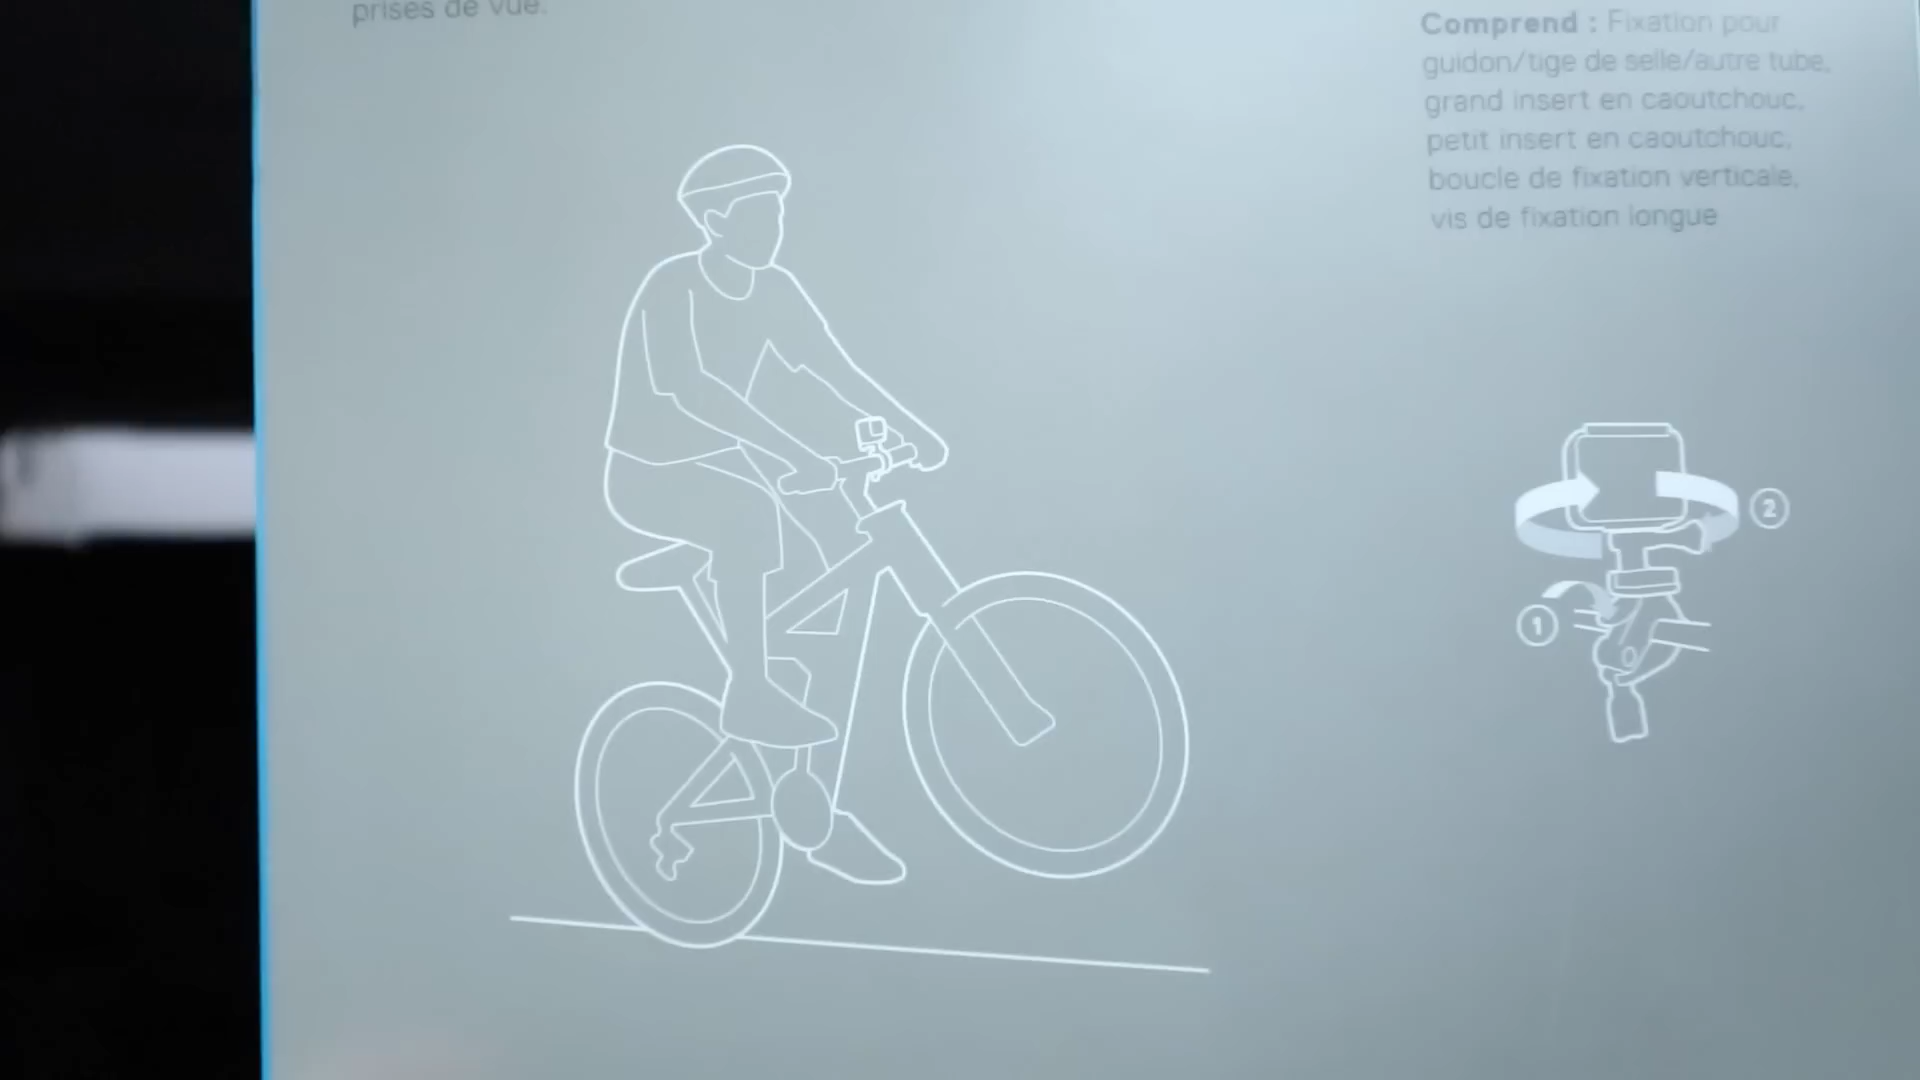 prises de vue.
Comprend : Fixation pour
guidon/tige de selle/autre tube,
grand insert en caoutchouc,
petit insert en caoutchouc,
boucle de fixation verticale,
vis de fixation longue
2
1